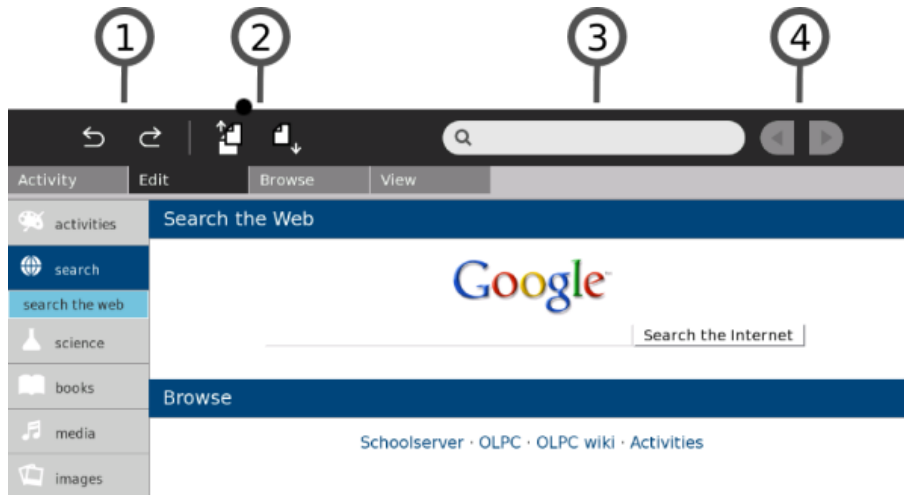 1 2 3 4
Activity Edit Browse View
activities
Search the Web
search
Google™
search the web
Search the Internet
science
books
Browse
media
Schoolserver · OLPC · OLPC wiki · Activities
images